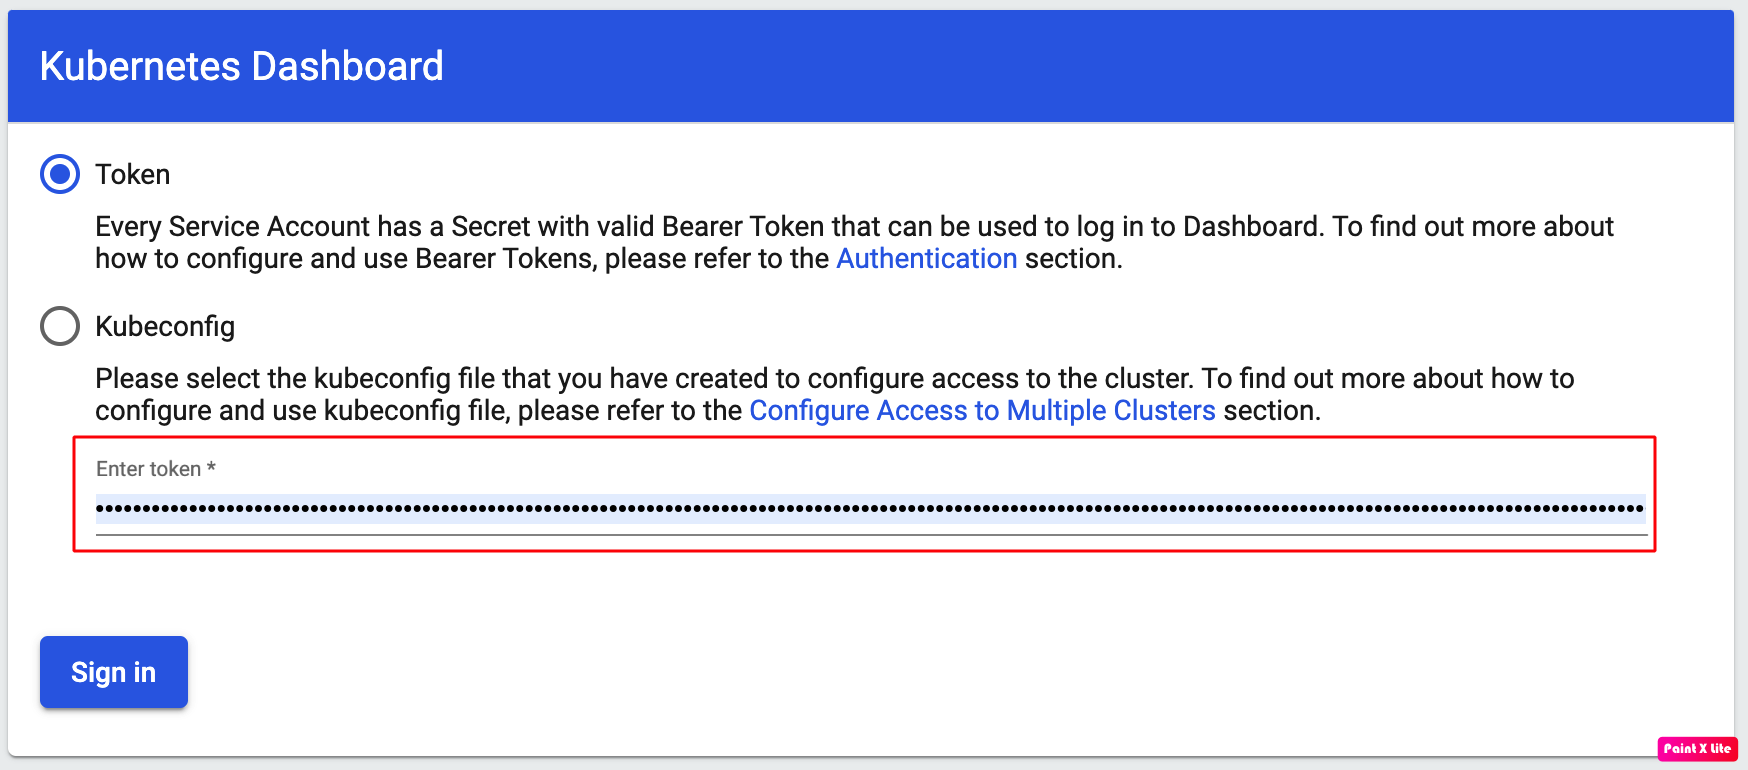 Kubernetes Dashboard
Token
Every Service Account has a Secret with valid Bearer Token that can be used to log in to Dashboard. To find out more about
how to configure and use Bearer Tokens, please refer to the Authentication section.
Kubeconfig
Please select the kubeconfig file that you have created to configure access to the cluster. To find out more about how to
configure and use kubeconfig file, please refer to the Configure Access to Multiple Clusters section.
Enter token *
Sign in
Paint X Lite